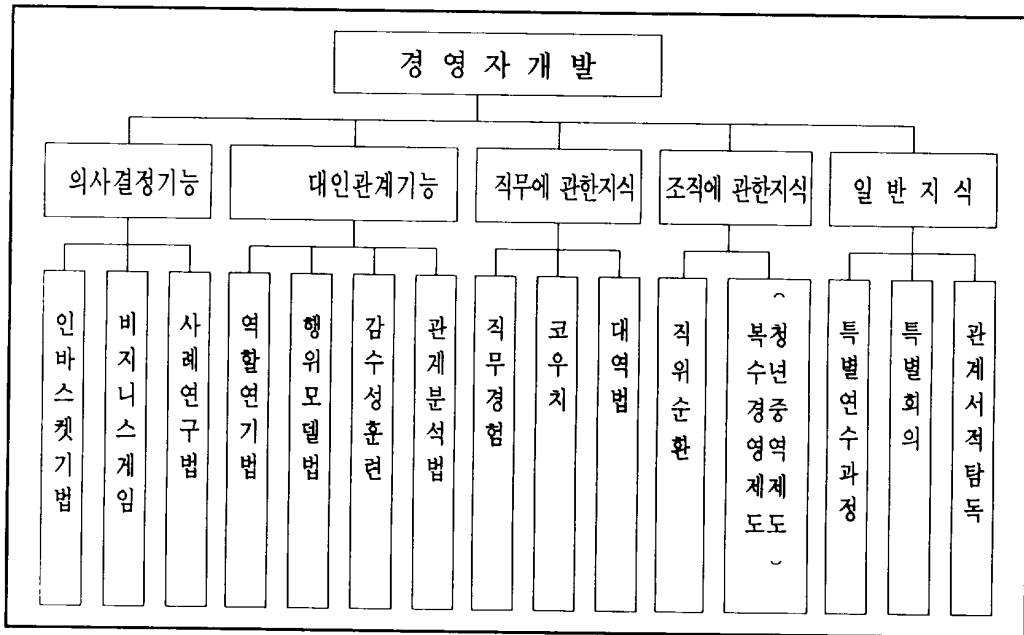 경 영 자 개 발
의사결정기능
대인관계기능
직무에 관한지식
조직에 관한지식
일 반 지 식
인바스켓기법
비지니스게임
사례연구법
역할연기법
행위모델법
감수성훈련
관계분석법
직무경험
코우치
대역법
직위순환
복수경영제도
(청년중역제도)
특별연수과정
특별회의
관계서적탐독